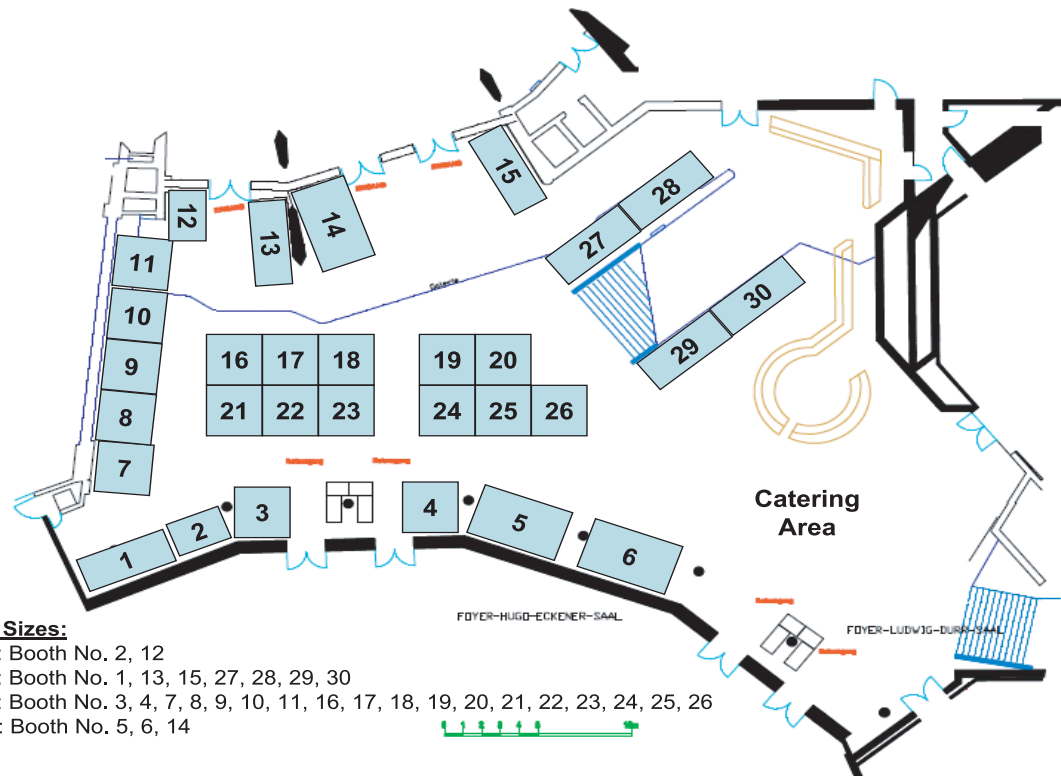 15
28
12
14
27
13
11
30
10
16 17 18 19 20
29
9
21 22 23 24 25 26
8
7
Catering
Area
3
4
5
2
6
1
FOYER-HUGO-ECKENER-SAAL
FOYER-LUDWIG-DURR-SAAL
Sizes:
: Booth No. 2, 12
: Booth No. 1, 13, 15, 27, 28, 29, 30
: Booth No. 3, 4, 7, 8, 9, 10, 11, 16, 17, 18, 19, 20, 21, 22, 23, 24, 25, 26
: Booth No. 5, 6, 14